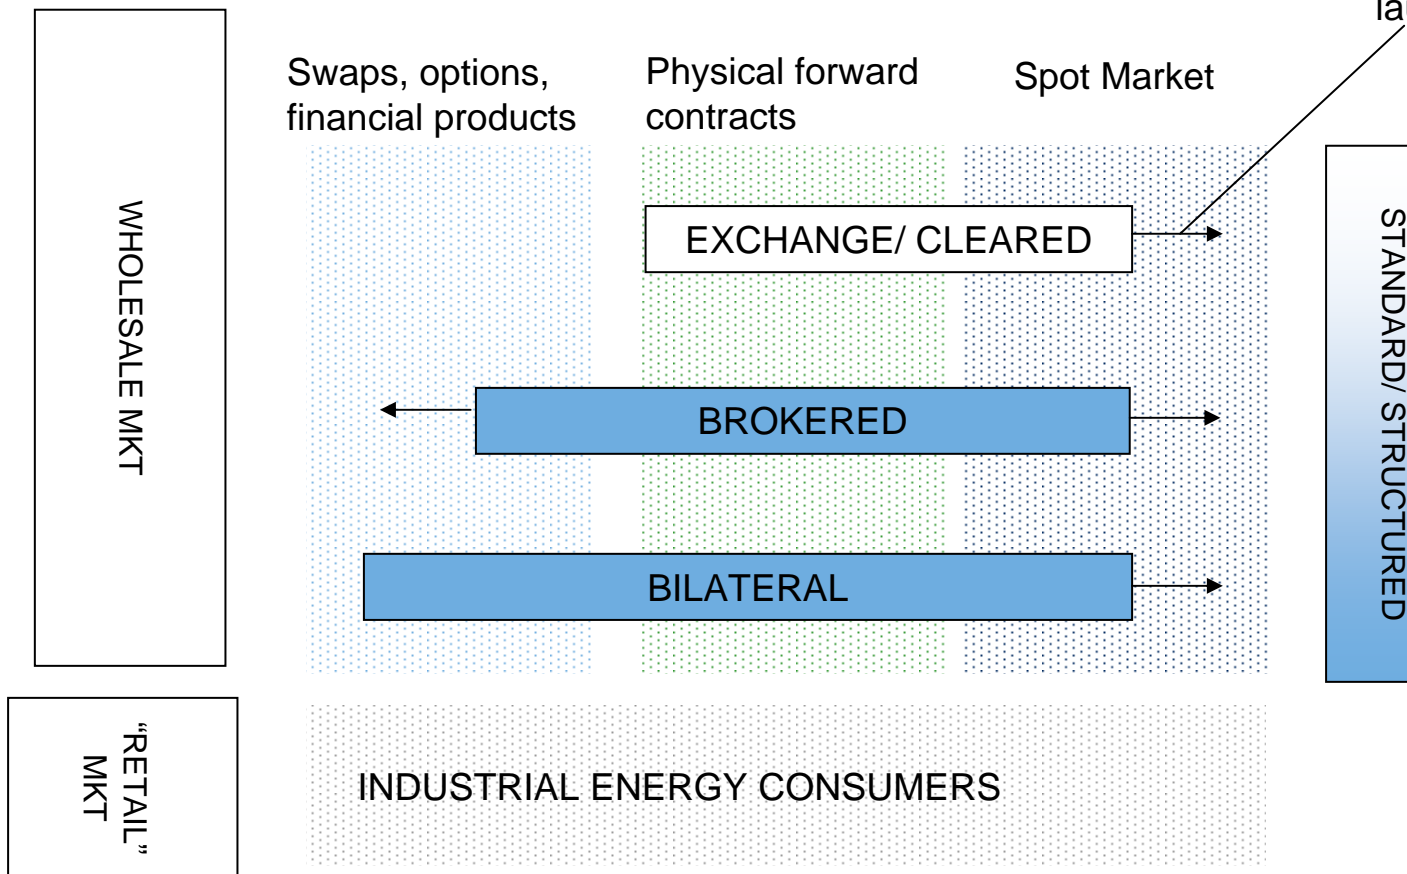 Swaps, options,
financial products
Physical forward
contracts
Spot Market
WHOLESALE MKT
EXCHANGE/ CLEARED
BROKERED
BILATERAL
STANDARD/ STRUCTURED
“RETAIL”
MKT
INDUSTRIAL ENERGY CONSUMERS